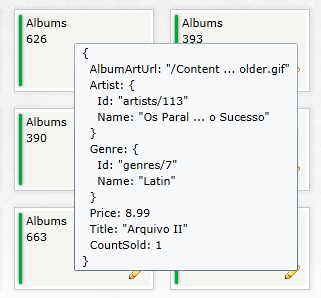 Albums
626
Albums
393
{
AlbumArtUrl: "/Content ... older.gif"
Artist: {
Id: "artists/113"
Name: "Os Paral ... o Sucesso"
}
Genre: {
Id: "genres/7"
Name: "Latin"
}
Price: 8.99
Title: "Arquivo II"
CountSold: 1
}
Albums
390
Albums
663